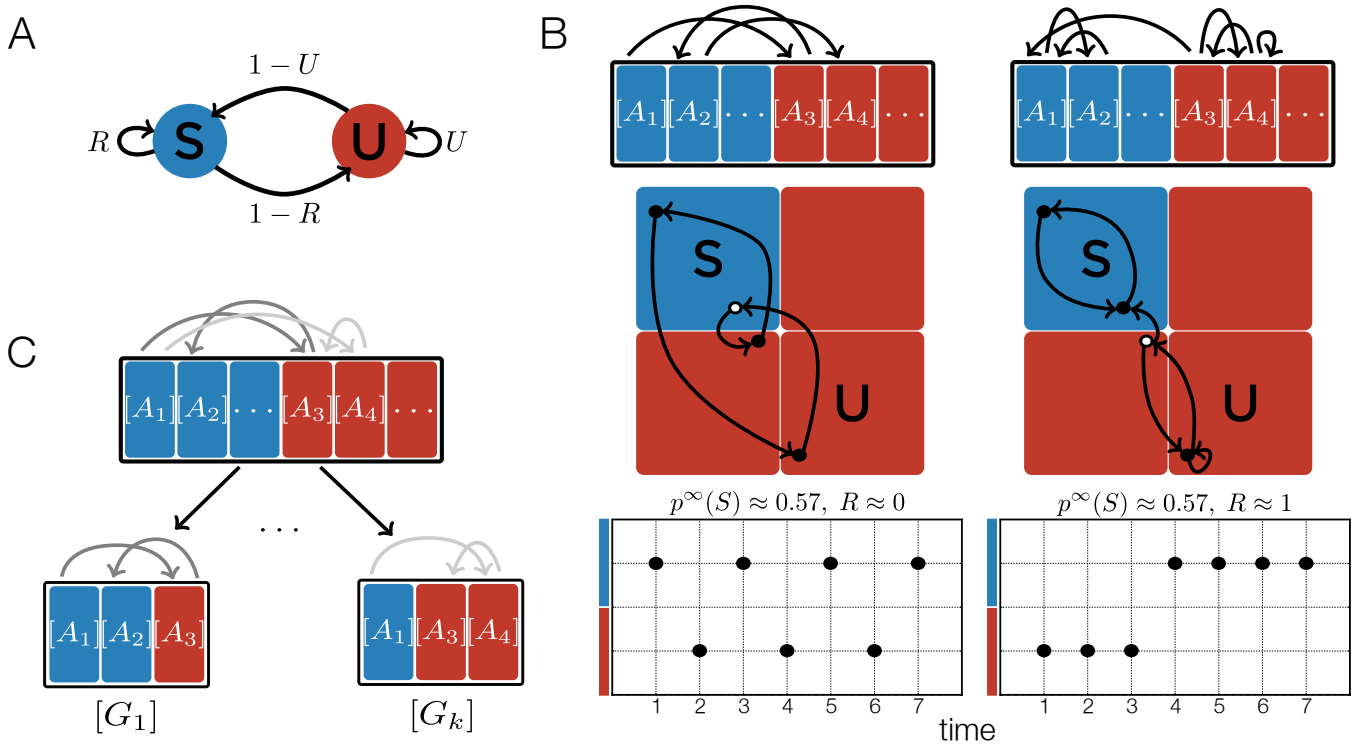 A
1 − U
R
S
U
U
1 − R
B
[A₁] [A₂] · · · [A₃] [A₄] · · ·
[A₁] [A₂] · · · [A₃] [A₄] · · ·
S
U
S
U
p^∞(S) ≈ 0.57, R ≈ 0
p^∞(S) ≈ 0.57, R ≈ 1
1 2 3 4 5 6 7
1 2 3 4 5 6 7
time
C
[A₁] [A₂] · · · [A₃] [A₄] · · ·
· · ·
[A₁] [A₂] [A₃]
[A₁] [A₃] [A₄]
[G₁]
[Gₖ]